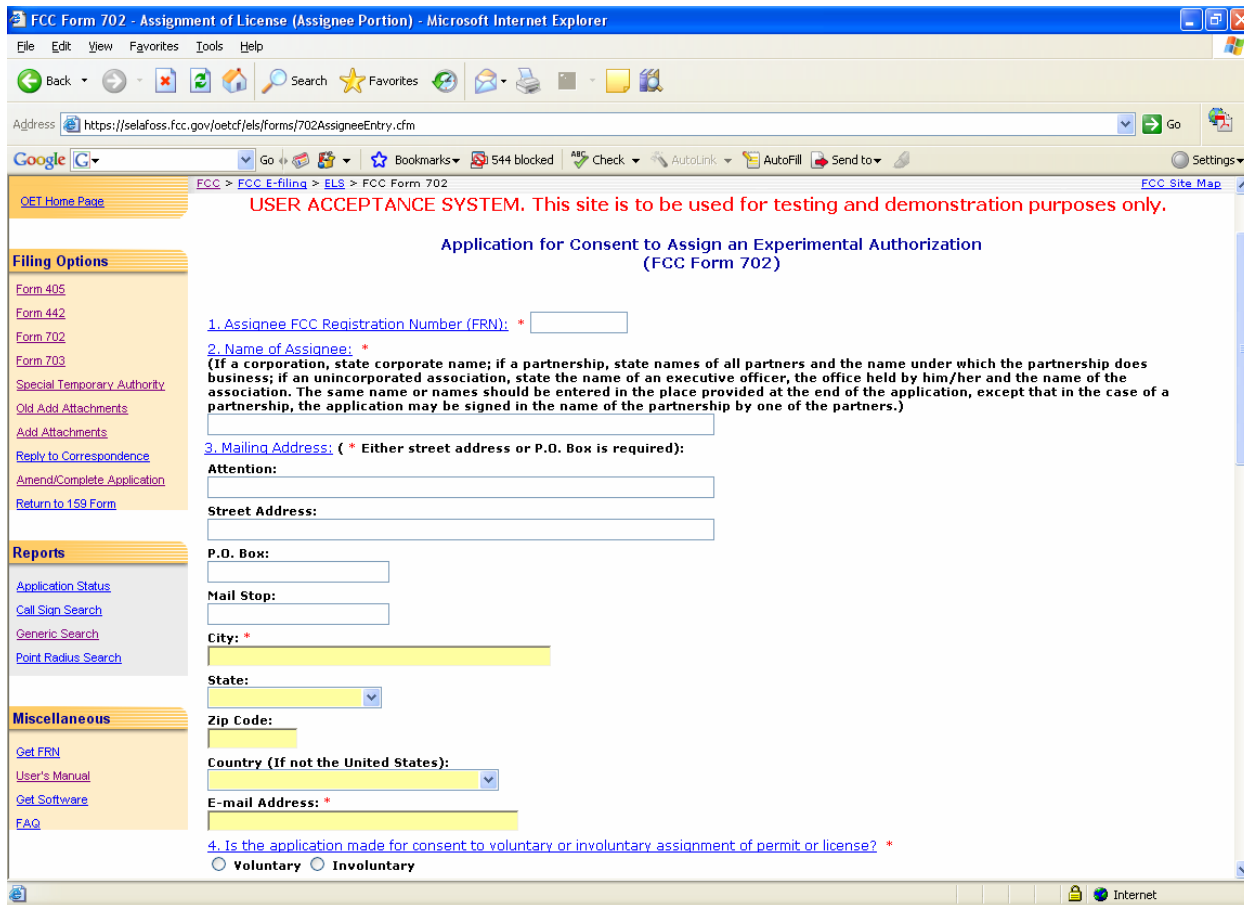 FCC Form 702 - Assignment of License (Assignee Portion) - Microsoft Internet Explorer
File Edit View Favorites Tools Help
Back Search Favorites
Address https://selafoss.fcc.gov/oetcf/els/forms/702AssigneeEntry.cfm Go
Google G Go Bookmarks 544 blocked ABC Check AutoLink AutoFill Send to Settings
FCC > FCC E-filing > ELS > FCC Form 702 FCC Site Map
USER ACCEPTANCE SYSTEM. This site is to be used for testing and demonstration purposes only.
Application for Consent to Assign an Experimental Authorization
(FCC Form 702)
OET Home Page
Filing Options
Form 405
Form 442
Form 702
Form 703
Special Temporary Authority
Old Add Attachments
Add Attachments
Reply to Correspondence
Amend/Complete Application
Return to 159 Form
Reports
Application Status
Call Sign Search
Generic Search
Point Radius Search
Miscellaneous
Get FRN
User's Manual
Get Software
FAQ
1. Assignee FCC Registration Number (FRN): *
2. Name of Assignee: *
(If a corporation, state corporate name; if a partnership, state names of all partners and the name under which the partnership does
business; if an unincorporated association, state the name of an executive officer, the office held by him/her and the name of the
association. The same name or names should be entered in the place provided at the end of the application, except that in the case of a
partnership, the application may be signed in the name of the partnership by one of the partners.)
3. Mailing Address: ( * Either street address or P.O. Box is required):
Attention:
Street Address:
P.O. Box:
Mail Stop:
City: *
State:
Zip Code:
Country (If not the United States):
E-mail Address: *
4. Is the application made for consent to voluntary or involuntary assignment of permit or license? *
Voluntary Involuntary
Internet